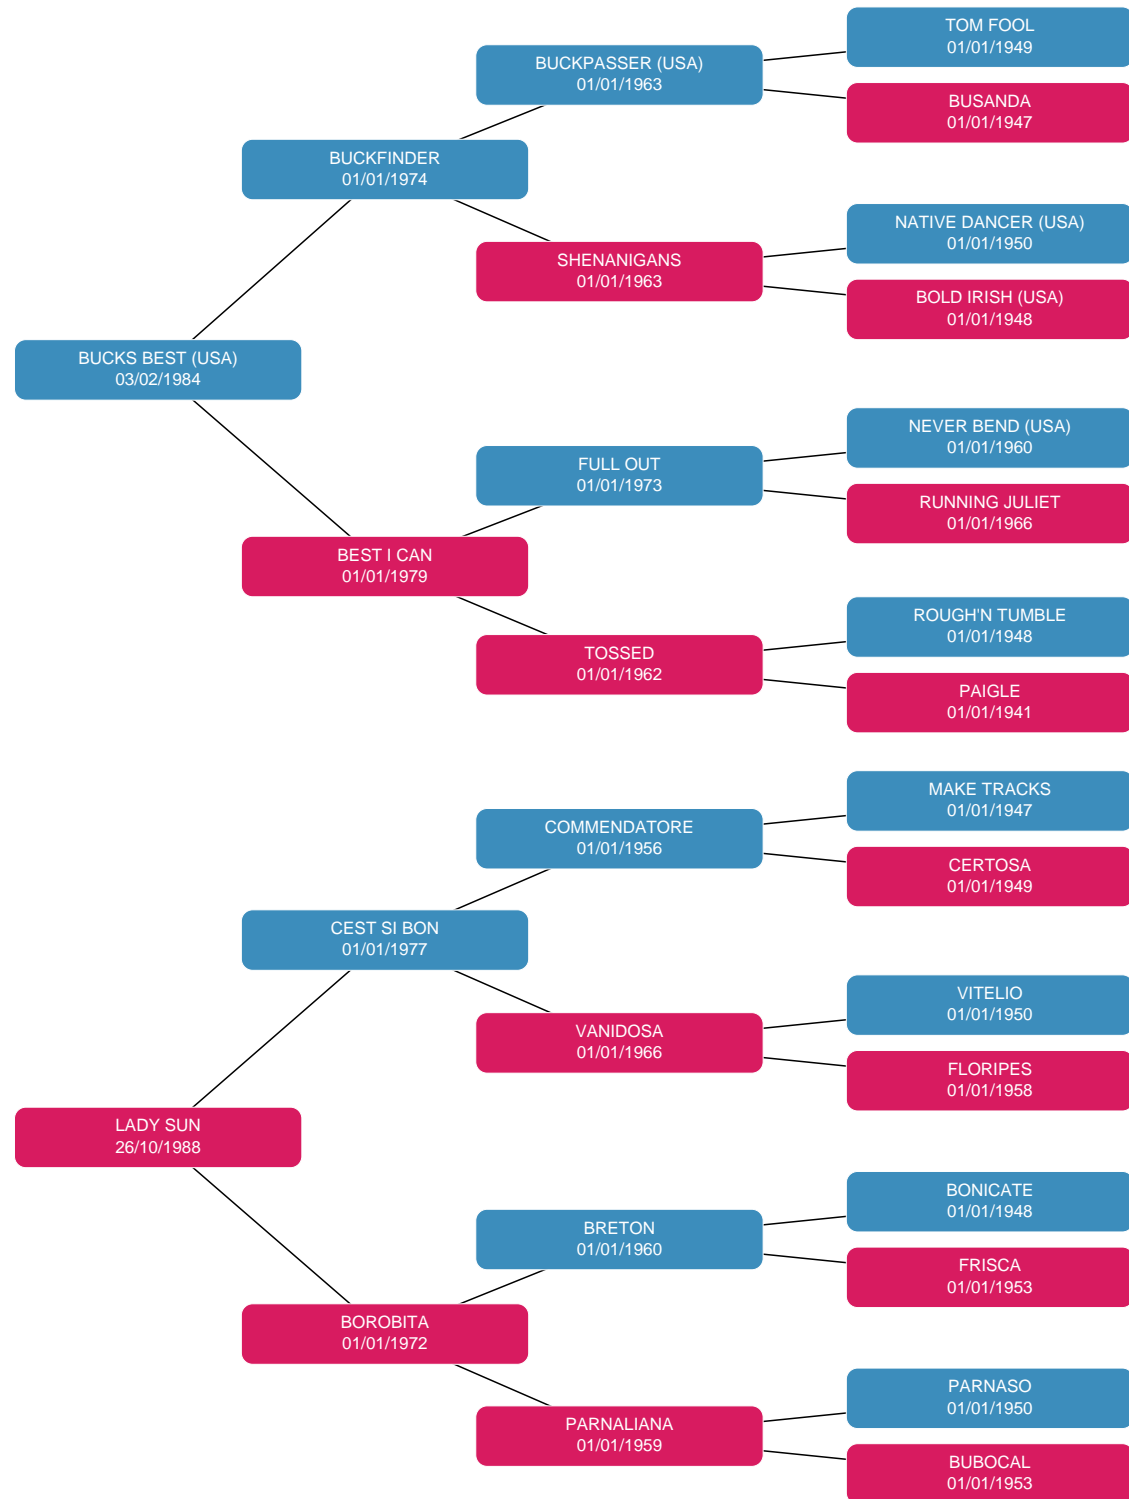 TOM FOOL
01/01/1949
BUCKPASSER (USA)
01/01/1963
BUSANDA
01/01/1947
BUCKFINDER
01/01/1974
NATIVE DANCER (USA)
01/01/1950
SHENANIGANS
01/01/1963
BOLD IRISH (USA)
01/01/1948
BUCKS BEST (USA)
03/02/1984
NEVER BEND (USA)
01/01/1960
FULL OUT
01/01/1973
RUNNING JULIET
01/01/1966
BEST I CAN
01/01/1979
ROUGH'N TUMBLE
01/01/1948
TOSSED
01/01/1962
PAIGLE
01/01/1941
MAKE TRACKS
01/01/1947
COMMENDATORE
01/01/1956
CERTOSA
01/01/1949
CEST SI BON
01/01/1977
VITELIO
01/01/1950
VANIDOSA
01/01/1966
FLORIPES
01/01/1958
LADY SUN
26/10/1988
BONICATE
01/01/1948
BRETON
01/01/1960
FRISCA
01/01/1953
BOROBITA
01/01/1972
PARNASO
01/01/1950
PARNALIANA
01/01/1959
BUBOCAL
01/01/1953